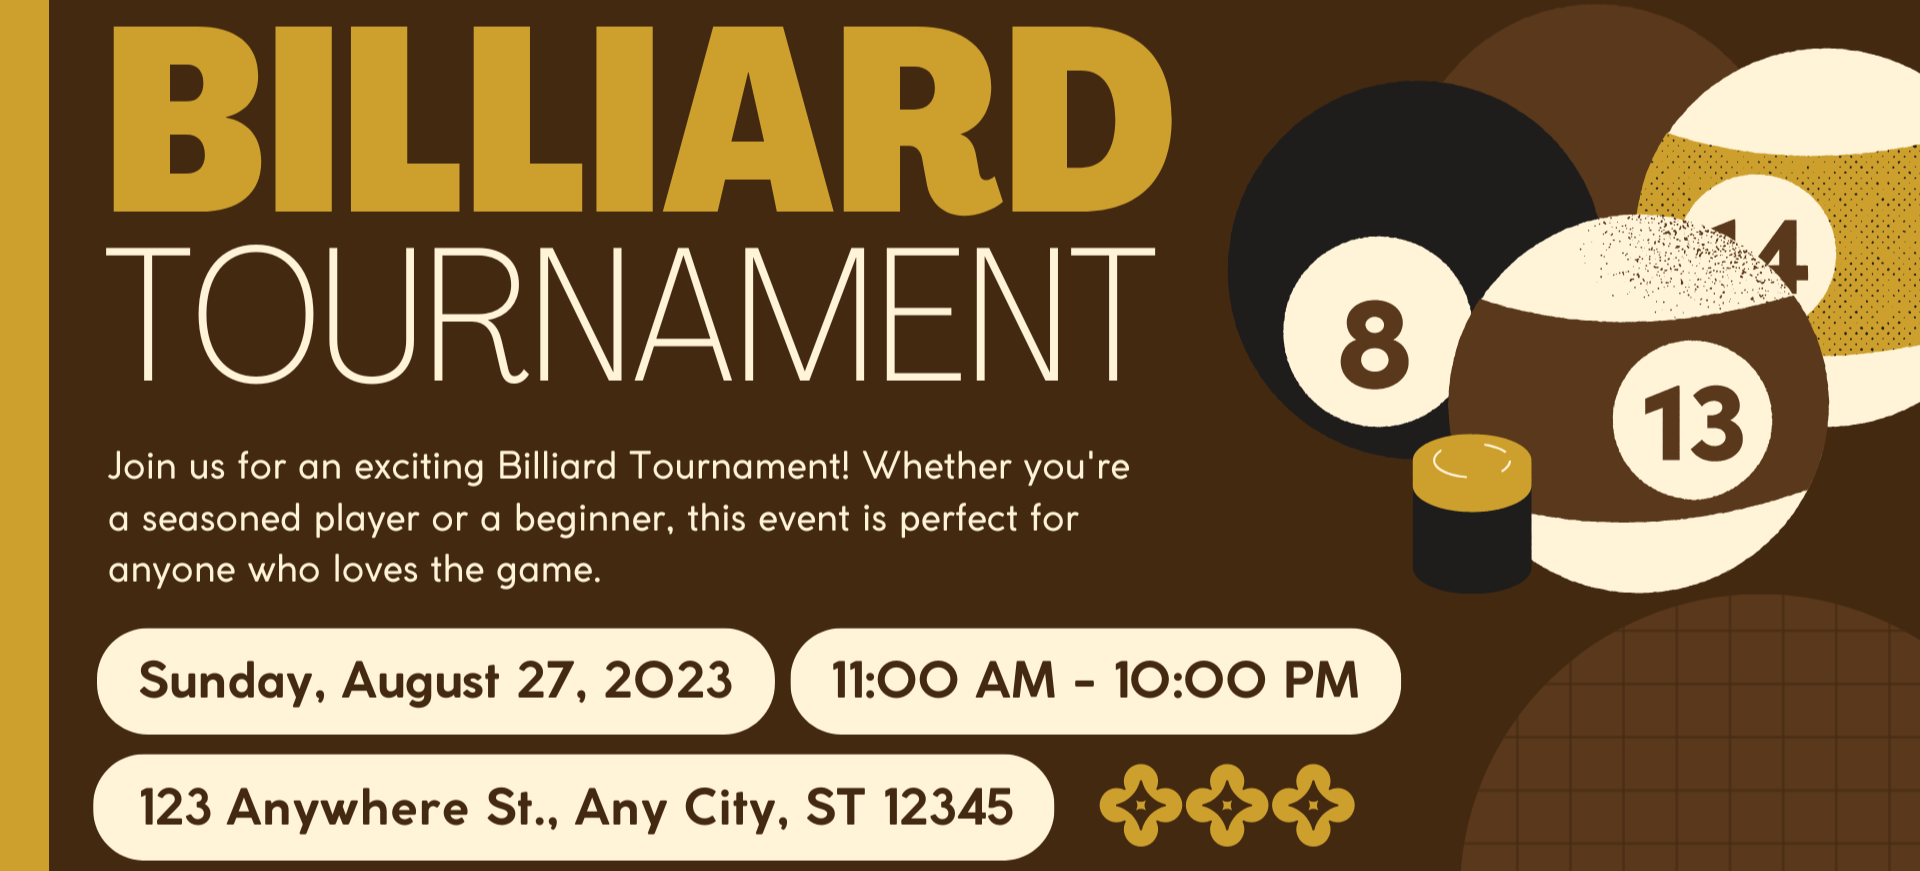 BILLIARD
TOURNAMENT
Join us for an exciting Billiard Tournament! Whether you're
a seasoned player or a beginner, this event is perfect for
anyone who loves the game.
Sunday, August 27, 2023
11:00 AM - 10:00 PM
123 Anywhere St., Any City, ST 12345
14
8
13